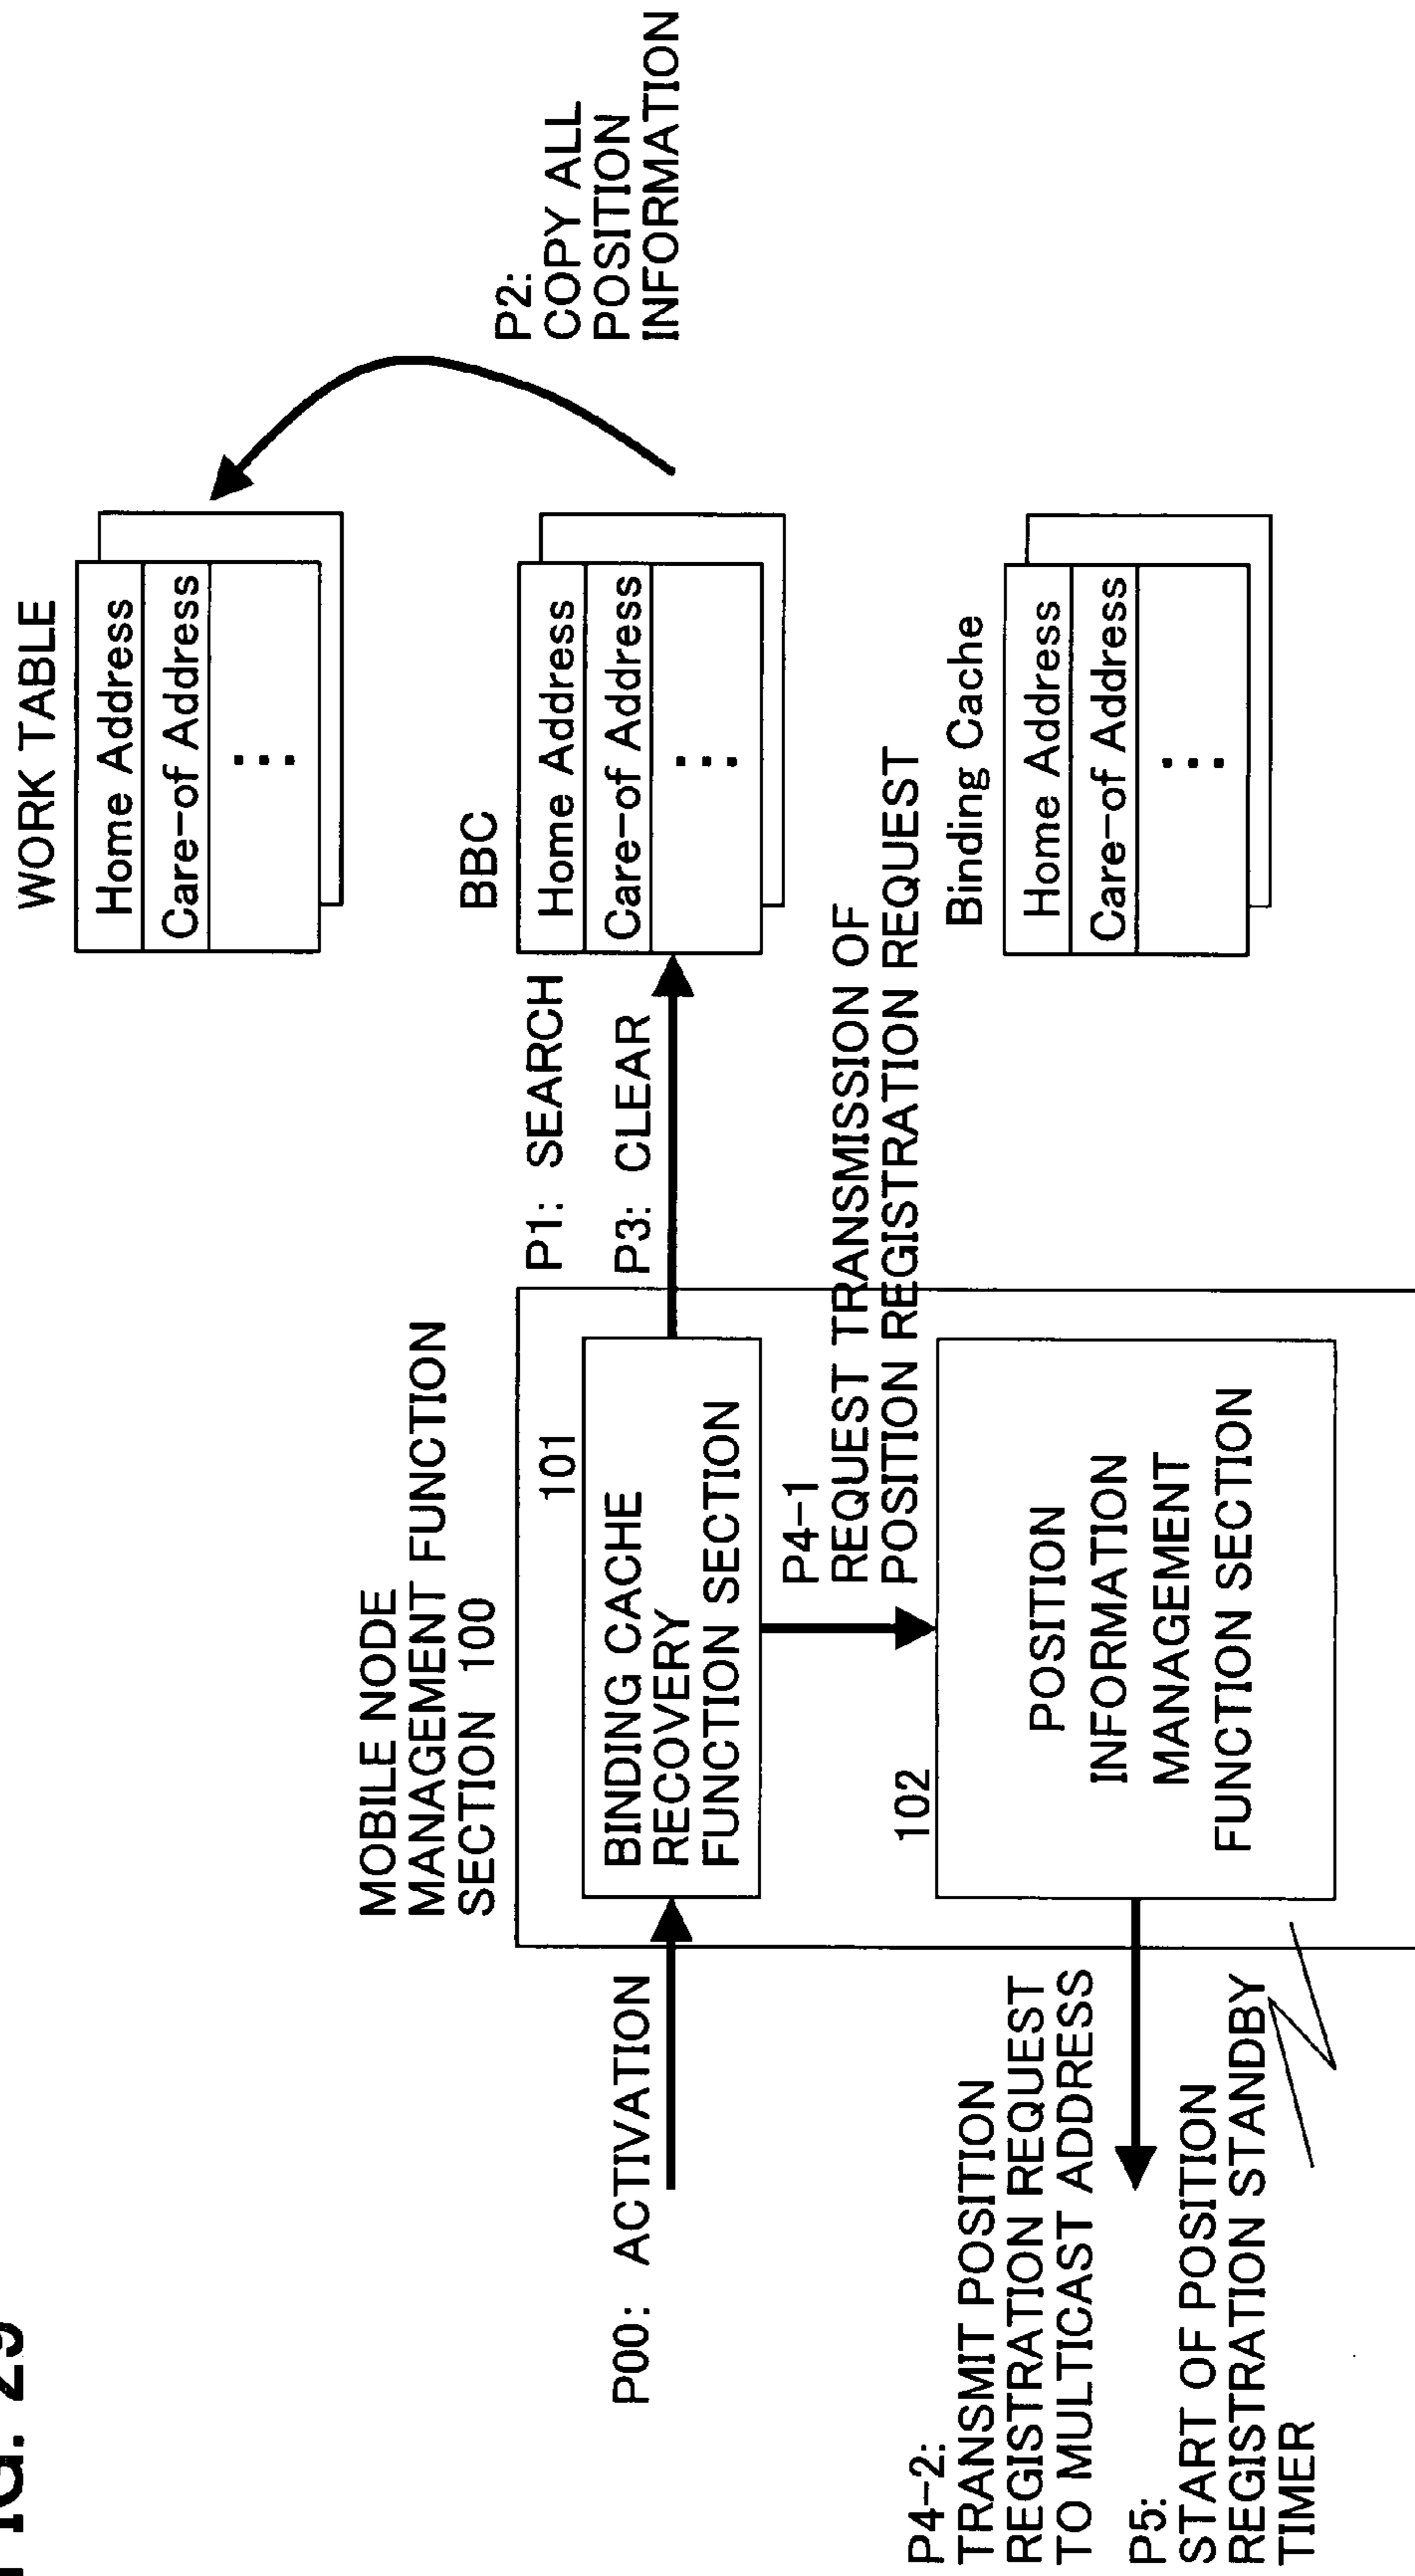 FIG. 29
WORK TABLE
Home Address
Care-of Address
⋮
P2:
COPY ALL
POSITION
INFORMATION
MOBILE NODE
MANAGEMENT FUNCTION
SECTION 100
BBC
Home Address
Care-of Address
⋮
P00: ACTIVATION
101
BINDING CACHE
RECOVERY
FUNCTION SECTION
P1: SEARCH
P3: CLEAR
P4-1
REQUEST TRANSMISSION OF
POSITION REGISTRATION REQUEST
102
POSITION
INFORMATION
MANAGEMENT
FUNCTION SECTION
Binding Cache
Home Address
Care-of Address
⋮
P4-2:
TRANSMIT POSITION
REGISTRATION REQUEST
TO MULTICAST ADDRESS
P5:
START OF POSITION
REGISTRATION STANDBY
TIMER